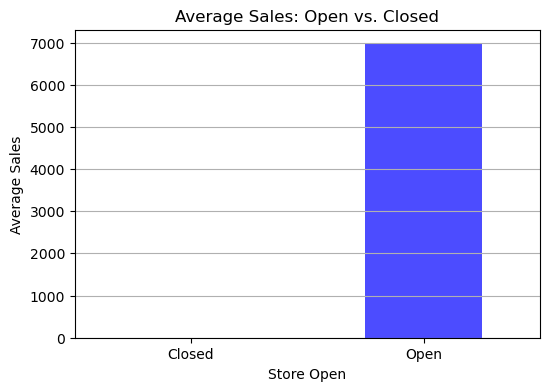 Average Sales: Open vs. Closed
7000
6000
5000
4000
3000
2000
1000
0
Average Sales
Closed
Open
Store Open